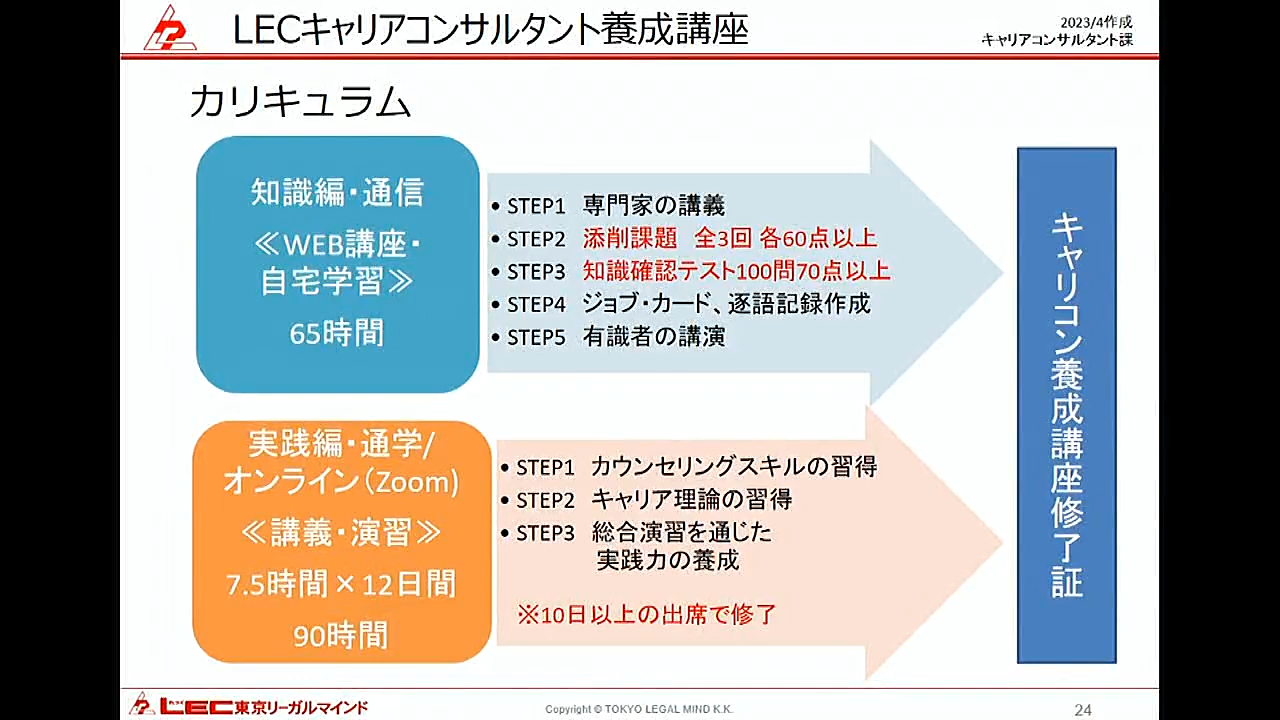 LECキャリアコンサルタント養成講座
2023/4作成
キャリアコンサルタント課
カリキュラム
知識編・通信
≪WEB講座・
自宅学習≫
65時間
• STEP1 専門家の講義
• STEP2 添削課題 全3回 各60点以上
• STEP3 知識確認テスト100問70点以上
• STEP4 ジョブ・カード、逐語記録作成
• STEP5 有識者の講演
実践編・通学/
オンライン(Zoom)
≪講義・演習≫
7.5時間×12日間
90時間
• STEP1 カウンセリングスキルの習得
• STEP2 キャリア理論の習得
• STEP3 総合演習を通じた
実践力の養成
※10日以上の出席で修了
キャリコン養成講座修了証
LEC東京リーガルマインド
Copyright © TOKYO LEGAL MIND K.K.
24